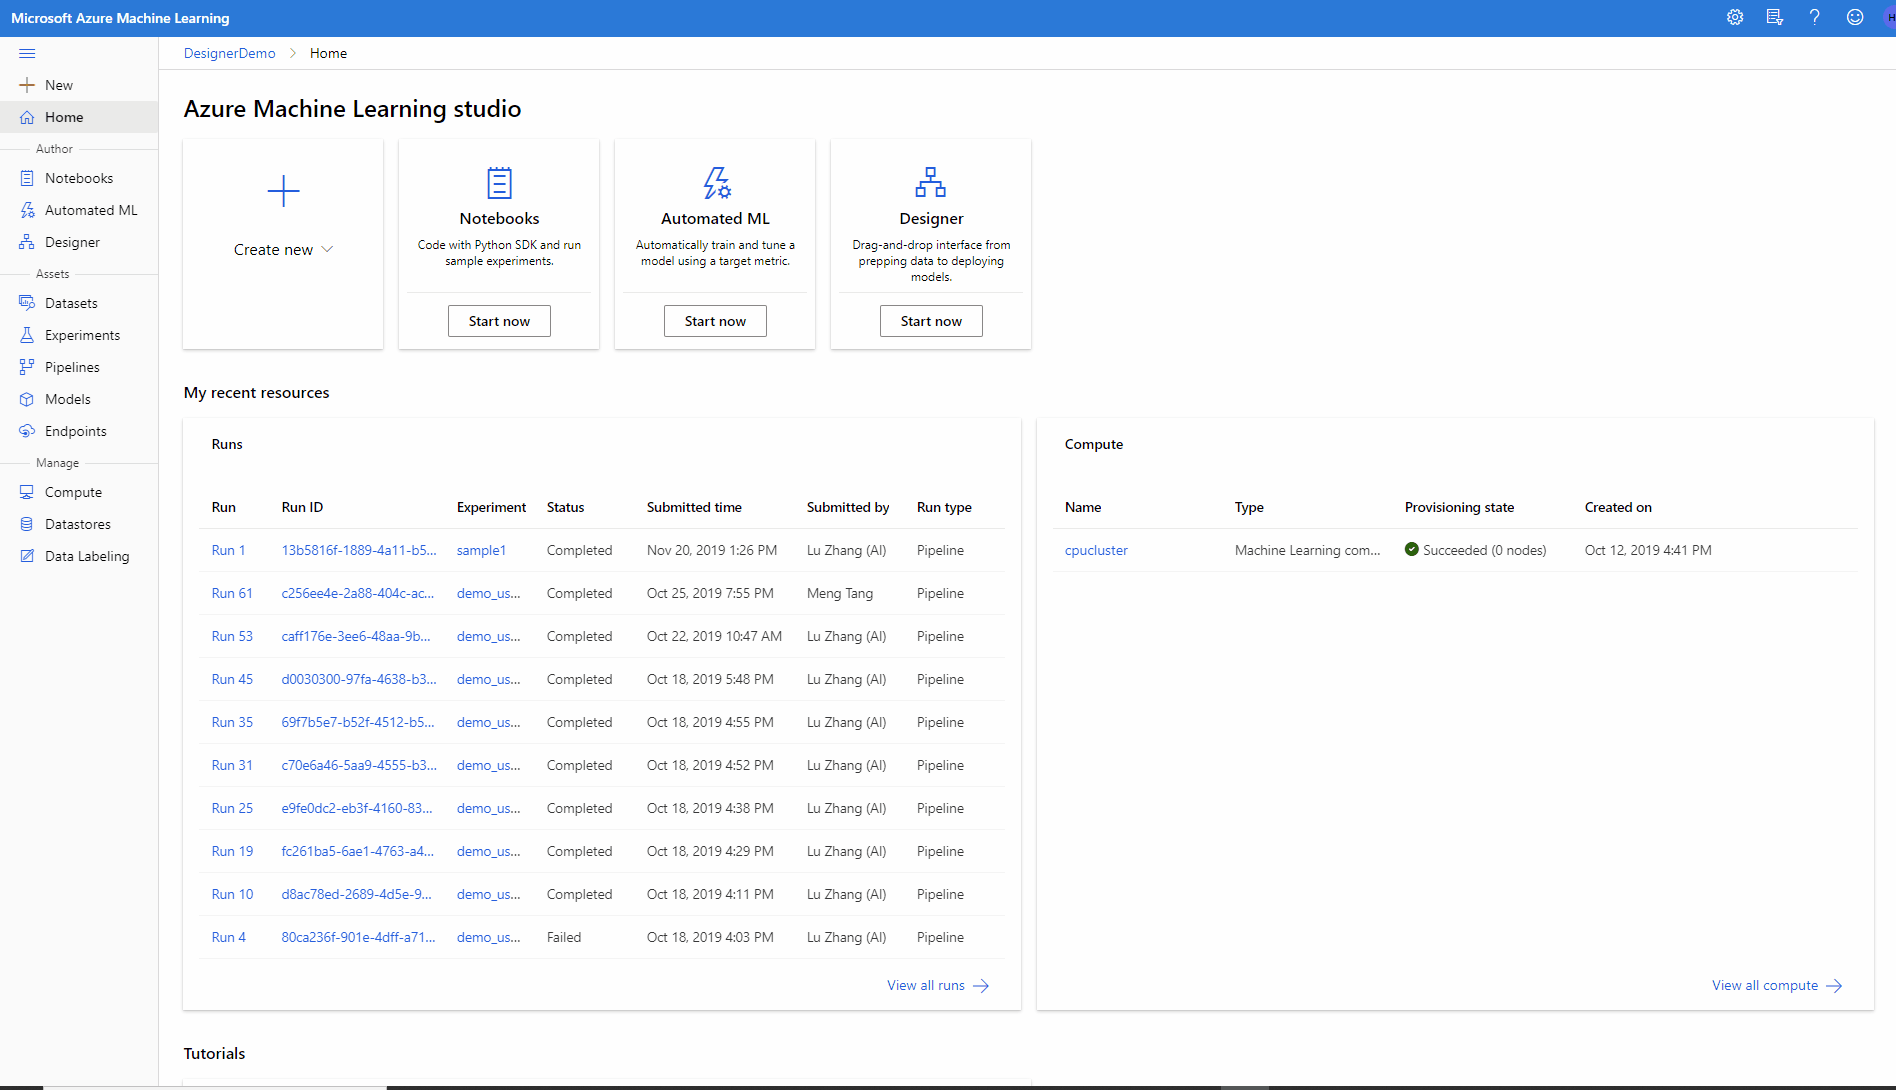 Microsoft Azure Machine Learning
DesignerDemo > Home
New
Home
Author
Notebooks
Automated ML
Designer
Assets
Datasets
Experiments
Pipelines
Models
Endpoints
Manage
Compute
Datastores
Data Labeling
Azure Machine Learning studio
Create new
Notebooks
Code with Python SDK and run
sample experiments.
Start now
Automated ML
Automatically train and tune a
model using a target metric.
Start now
Designer
Drag-and-drop interface from
prepping data to deploying
models.
Start now
My recent resources
Runs
Run Run ID Experiment Status Submitted time Submitted by Run type
Run 1 13b5816f-1889-4a11-b5... sample1 Completed Nov 20, 2019 1:26 PM Lu Zhang (AI) Pipeline
Run 61 c256ee4e-2a88-404c-ac... demo_us... Completed Oct 25, 2019 7:55 PM Meng Tang Pipeline
Run 53 caff176e-3ee6-48aa-9b... demo_us... Completed Oct 22, 2019 10:47 AM Lu Zhang (AI) Pipeline
Run 45 d0030300-97fa-4638-b3... demo_us... Completed Oct 18, 2019 5:48 PM Lu Zhang (AI) Pipeline
Run 35 69f7b5e7-b52f-4512-b5... demo_us... Completed Oct 18, 2019 4:55 PM Lu Zhang (AI) Pipeline
Run 31 c70e6a46-5aa9-4555-b3... demo_us... Completed Oct 18, 2019 4:52 PM Lu Zhang (AI) Pipeline
Run 25 e9fe0dc2-eb3f-4160-83... demo_us... Completed Oct 18, 2019 4:38 PM Lu Zhang (AI) Pipeline
Run 19 fc261ba5-6ae1-4763-a4... demo_us... Completed Oct 18, 2019 4:29 PM Lu Zhang (AI) Pipeline
Run 10 d8ac78ed-2689-4d5e-9... demo_us... Completed Oct 18, 2019 4:11 PM Lu Zhang (AI) Pipeline
Run 4 80ca236f-901e-4dff-a71... demo_us... Failed Oct 18, 2019 4:03 PM Lu Zhang (AI) Pipeline
View all runs
Compute
Name Type Provisioning state Created on
cpucluster Machine Learning com... Succeeded (0 nodes) Oct 12, 2019 4:41 PM
View all compute
Tutorials